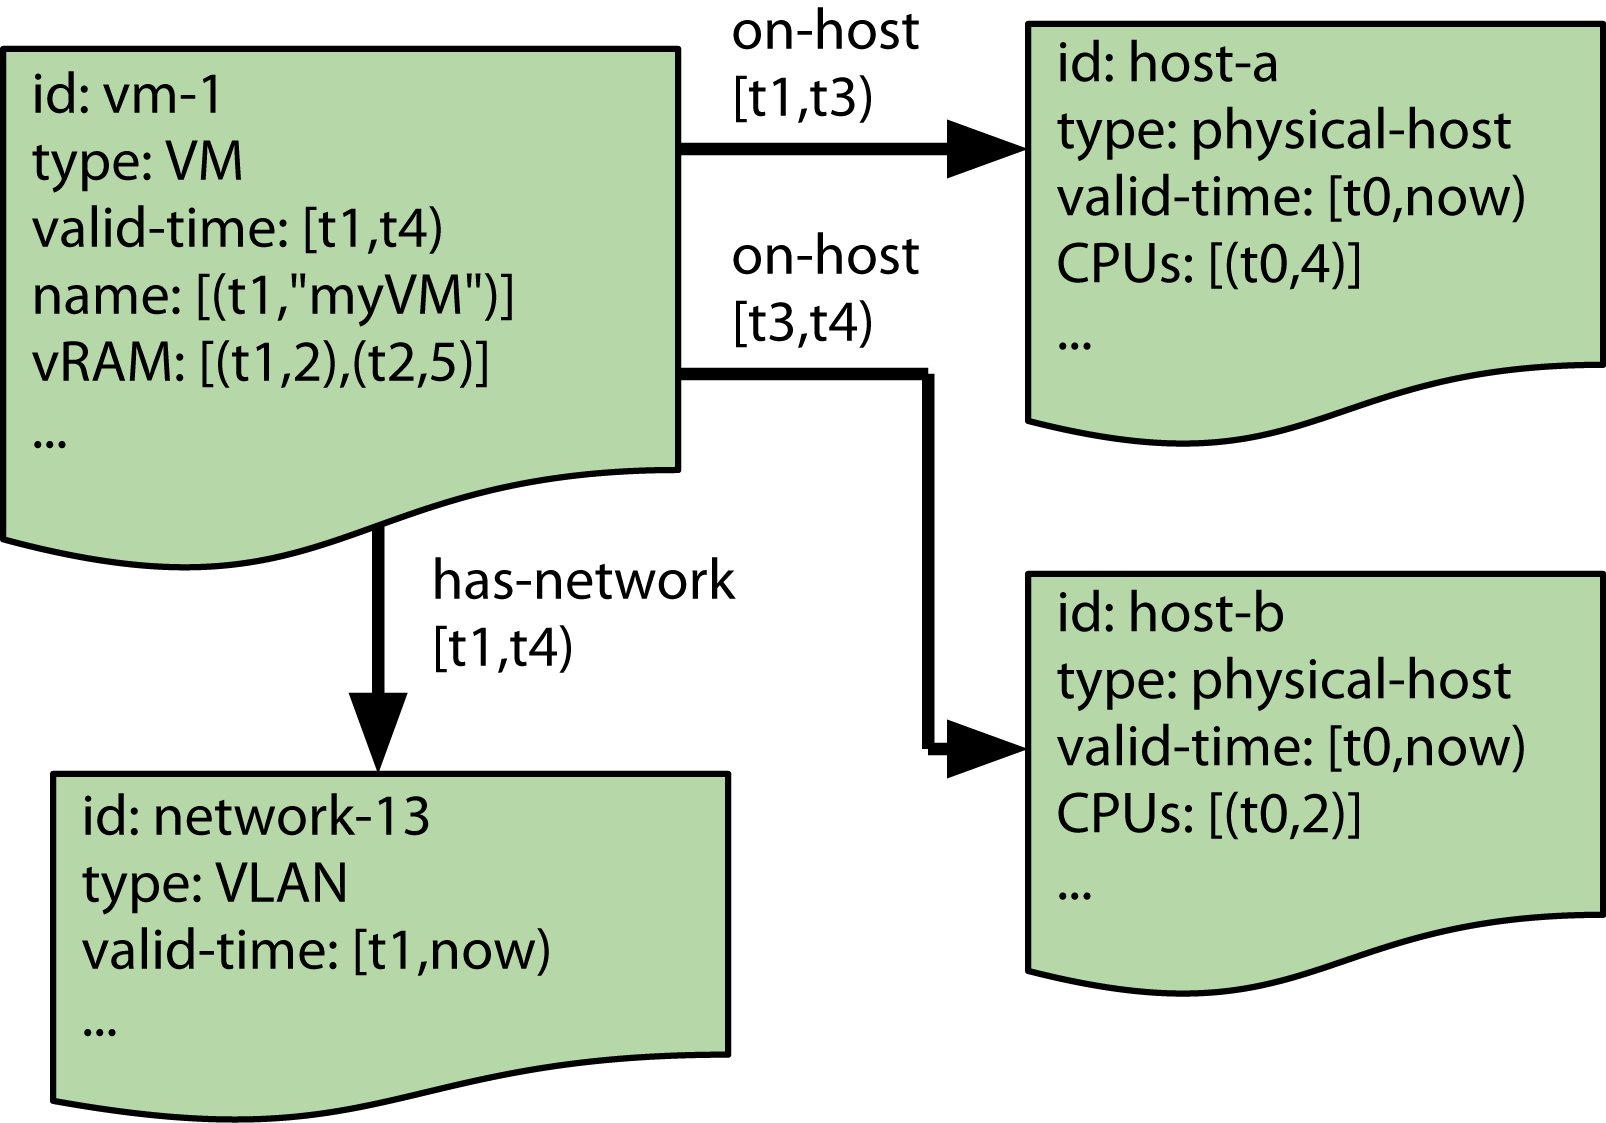 id: vm-1
type: VM
valid-time: [t1,t4)
name: [(t1,"myVM")]
vRAM: [(t1,2),(t2,5)]
...
on-host
[t1,t3)
on-host
[t3,t4)
id: host-a
type: physical-host
valid-time: [t0,now)
CPUs: [(t0,4)]
...
has-network
[t1,t4)
id: host-b
type: physical-host
valid-time: [t0,now)
CPUs: [(t0,2)]
...
id: network-13
type: VLAN
valid-time: [t1,now)
...